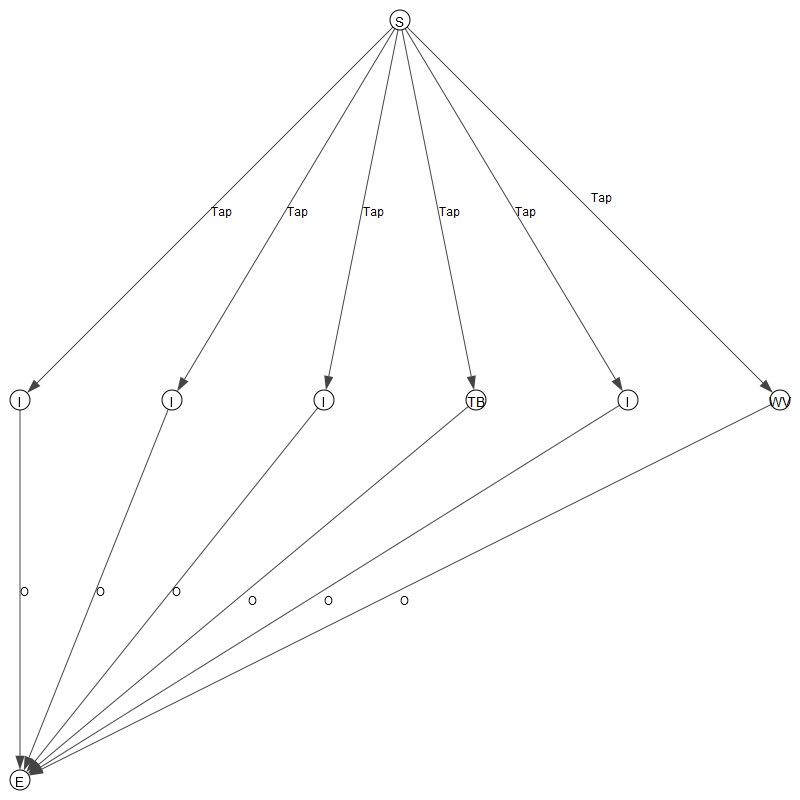 S
Tap
Tap Tap Tap Tap Tap
I I I TB I WV
O O O
O O O
E